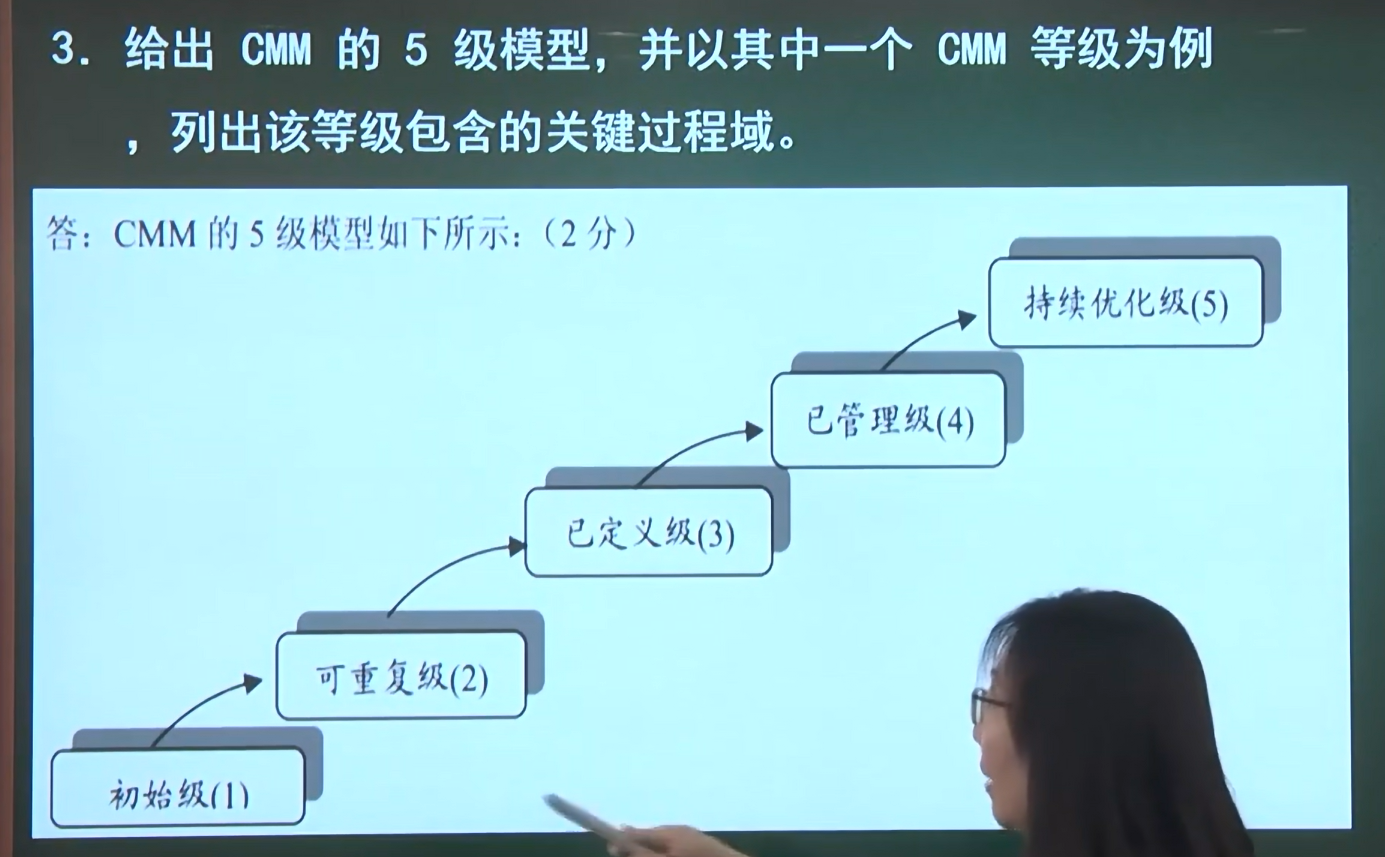 3. 给出 CMM 的 5 级模型，并以其中一个 CMM 等级为例
，列出该等级包含的关键过程域。
答：CMM 的 5 级模型如下所示：（2 分）
持续优化级(5)
已管理级(4)
已定义级(3)
可重复级(2)
初始级(1)